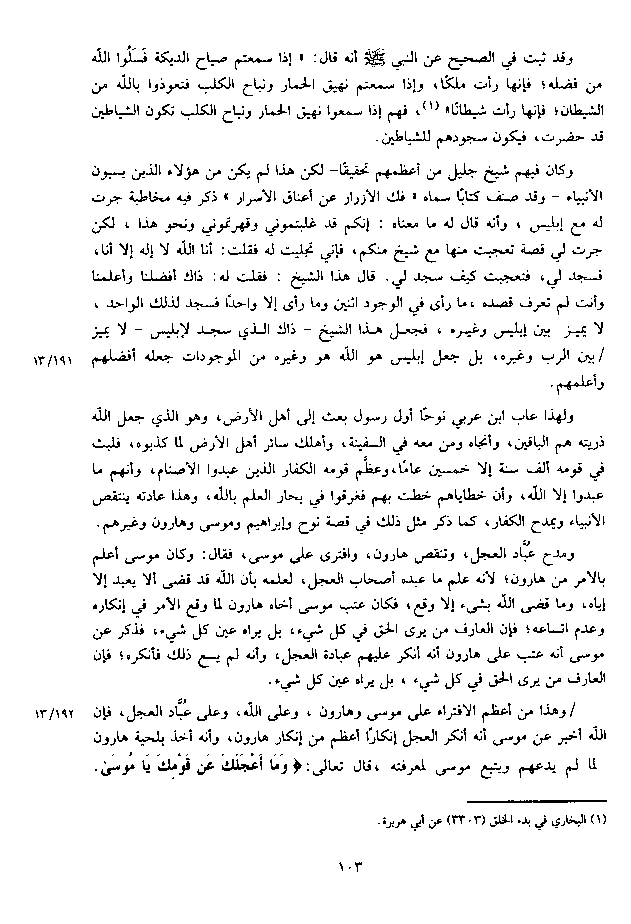 وقد ثبت في الصحيح عن النبي ﷺ أنه قال: « إذا سمعتم صياح الديكة فَسَلُوا الله
من فضله؛ فإنها رأت ملكًا، وإذا سمعتم نهيق الحمار ونباح الكلب فتعوذوا بالله من
الشيطان؛ فإنها رأت شيطانًا» (١)، فهم إذا سمعوا نهيق الحمار ونباح الكلب تكون الشياطين
قد حضرت، فيكون سجودهم للشياطين.
وكان فيهم شيخ جليل من أعظمهم تحقيقًا- لكن هذا لم يكن من هؤلاء الذين يسبون
الأنبياء - وقد صنف كتابًا سماه « فك الأزرار عن أعناق الأسرار » ذكر فيه مخاطبة جرت
له مع إبليس ، وأنه قال له ما معناه : إنكم قد غلبتموني وقهرتموني ونحو هذا ، لكن
جرت لي قصة تعجبت منها مع شيخ منكم، فإني تجليت له فقلت: أنا الله لا إله إلا أنا،
فسجد لي، فتعجبت كيف سجد لي. قال هذا الشيخ : فقلت له: ذاك أفضلنا وأعلمنا
وأنت لم تعرف قصده ،ما رأى في الوجود اثنين وما رأى إلا واحدًا فسجد لذلك الواحد ،
لا يميز بين إبليس وغيره ، فجعل هذا الشيخ - ذاك الذي سجد لإبليس - لا يميز
/ بين الرب وغيره، بل جعل إبليس هو الله هو وغيره من الموجودات جعله أفضلهم ١٣/١٩١
وأعلمهم.
ولهذا عاب ابن عربي نوحًا أول رسول بعث إلى أهل الأرض، وهو الذي جعل الله
ذريته هم الباقين، وأنجاه ومن معه في السفينة، وأهلك سائر أهل الأرض لما كذبوه، فلبث
في قومه ألف سنة إلا خمسين عامًا،وعظَّم قومه الكفار الذين عبدوا الأصنام، وأنهم ما
عبدوا إلا الله، وأن خطاياهم خطت بهم فغرقوا في بحار العلم بالله، وهذا عادته ينتقص
الأنبياء ويمدح الكفار، كما ذكر مثل ذلك في قصة نوح وإبراهيم وموسى وهارون وغيرهم.
ومدح عُبَّاد العجل، وتنقص هارون، وافترى على موسى، فقال: وكان موسى أعلم
بالأمر من هارون؛ لأنه علم ما عبده أصحاب العجل، لعلمه بأن الله قد قضى ألا يعبد إلا
إياه، وما قضى الله بشيء إلا وقع، فكان عتب موسى أخاه هارون لما وقع الأمر في إنكاره
وعدم اتساعه؛ فإن العارف من يرى الحق في كل شيء، بل يراه عين كل شيء، فذكر عن
موسى أنه عتب على هارون أنه أنكر عليهم عبادة العجل، وأنه لم يسع ذلك فأنكره؛ فإن
العارف من يرى الحق في كل شيء ، بل يراه عين كل شيء.
/ وهذا من أعظم الافتراء على موسى وهارون ، وعلى الله، وعلى عُبَّاد العجل، فإن ١٣/١٩٢
الله أخبر عن موسى أنه أنكر العجل إنكارًا أعظم من إنكار هارون، وأنه أخذ بلحية هارون
لما لم يدعهم ويتبع موسى لمعرفته ،قال تعالى:﴿ وَمَا أَعْجَلَكَ عَن قَوْمِكَ يَا مُوسَىٰ.
(١) البخاري في بدء الخلق (٣٣٠٣) عن أبي هريرة.
١٠٣